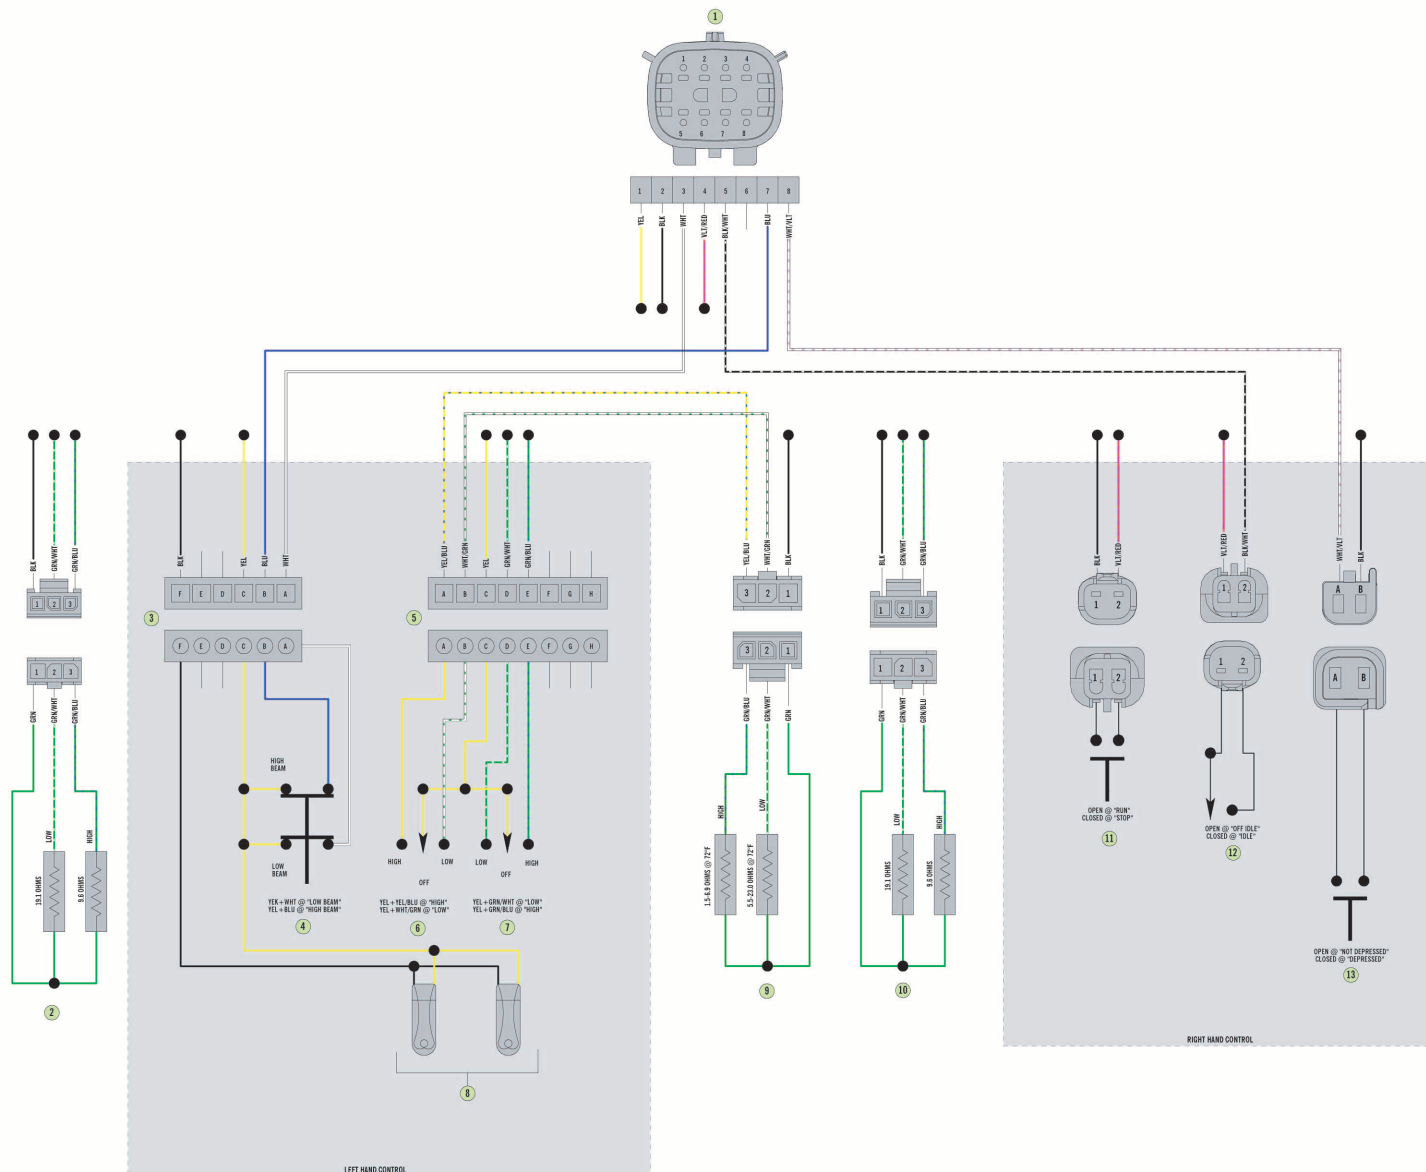 1
1 2 3 4
5 6 7 8
1 2 3 4 5 6 7 8
YEL BLK WHT VLT/RED BLK/WHT BLU WHT/VLT
BLK GRN/WHT GRN/BLU
1 2 3
1 2 3
GRN GRN/WHT GRN/BLU
LOW HIGH
19.1 OHMS 9.6 OHMS
2
BLK YEL BLU WHT
F E D C B A
3
F E D C B A
HIGH
BEAM
LOW
BEAM
YEK+WHT @ "LOW BEAM"
YEL+BLU @ "HIGH BEAM"
4
YEL/BLU WHT/GRN YEL GRN/WHT GRN/BLU
A B C D E F G H
5
A B C D E F G H
HIGH LOW LOW HIGH
OFF OFF
YEL+YEL/BLU @ "HIGH"
YEL+WHT/GRN @ "LOW"
6
YEL+GRN/WHT @ "LOW"
YEL+GRN/BLU @ "HIGH"
7
8
LEFT HAND CONTROL
YEL/BLU WHT/GRN BLK
3 2 1
3 2 1
GRN/BLU GRN/WHT GRN
HIGH LOW
1.5-6.9 OHMS @ 72°F 5.5-23.0 OHMS @ 72°F
9
BLK GRN/WHT GRN/BLU
1 2 3
1 2 3
GRN GRN/WHT GRN/BLU
LOW HIGH
19.1 OHMS 9.6 OHMS
10
BLK VLT/RED
1 2
1 2
OPEN @ "RUN"
CLOSED @ "STOP"
11
VLT/RED BLK/WHT
1 2
1 2
OPEN @ "OFF IDLE"
CLOSED @ "IDLE"
12
WHT/VLT BLK
A B
A B
OPEN @ "NOT DEPRESSED"
CLOSED @ "DEPRESSED"
13
RIGHT HAND CONTROL